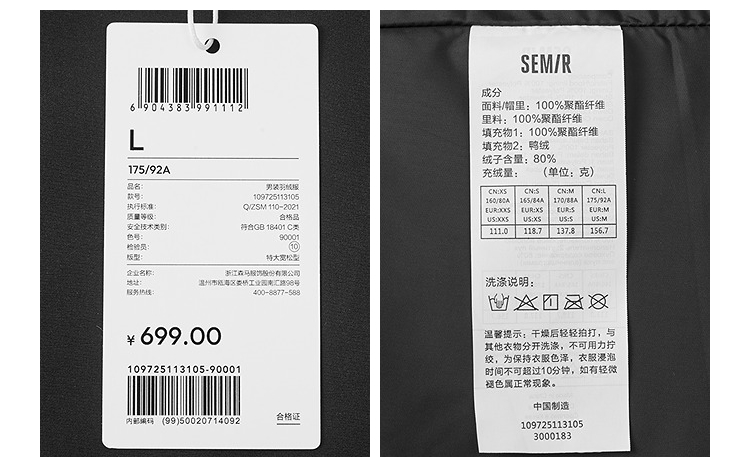 6 904383 991112
L
175/92A
品名: 男装羽绒服
款号: 109725113105
执行标准: Q/ZSM 110-2021
质量等级: 合格品
安全技术类别: 符合GB 18401 C类
色号: 90001
检验员: 10
版型: 特大宽松型
企业名称: 浙江森马服饰股份有限公司
地址: 温州市瓯海区娄桥工业园南汇路98号
服务热线: 400-8877-588
¥ 699.00
109725113105-90001
内部编码 (99)50020714092
合格证
SEMIR
成分
面料/帽里: 100%聚酯纤维
里料: 100%聚酯纤维
填充物1: 100%聚酯纤维
填充物2: 鸭绒
绒子含量: 80%
充绒量: （单位: 克）
CN:XS CN:S CN:M CN:L
160/80A 165/84A 170/88A 175/92A
EUR:XXS EUR:XS EUR:S EUR:M
US:XXS US:XS US:S US:M
111.0 118.7 137.8 156.7
洗涤说明:
温馨提示: 干燥后轻轻拍打，与
其他衣物分开洗涤，不可用力拧
绞，为保持衣服色泽，衣服浸泡
时间不可超过10分钟，如有轻微
褪色属正常现象。
中国制造
109725113105
3000183